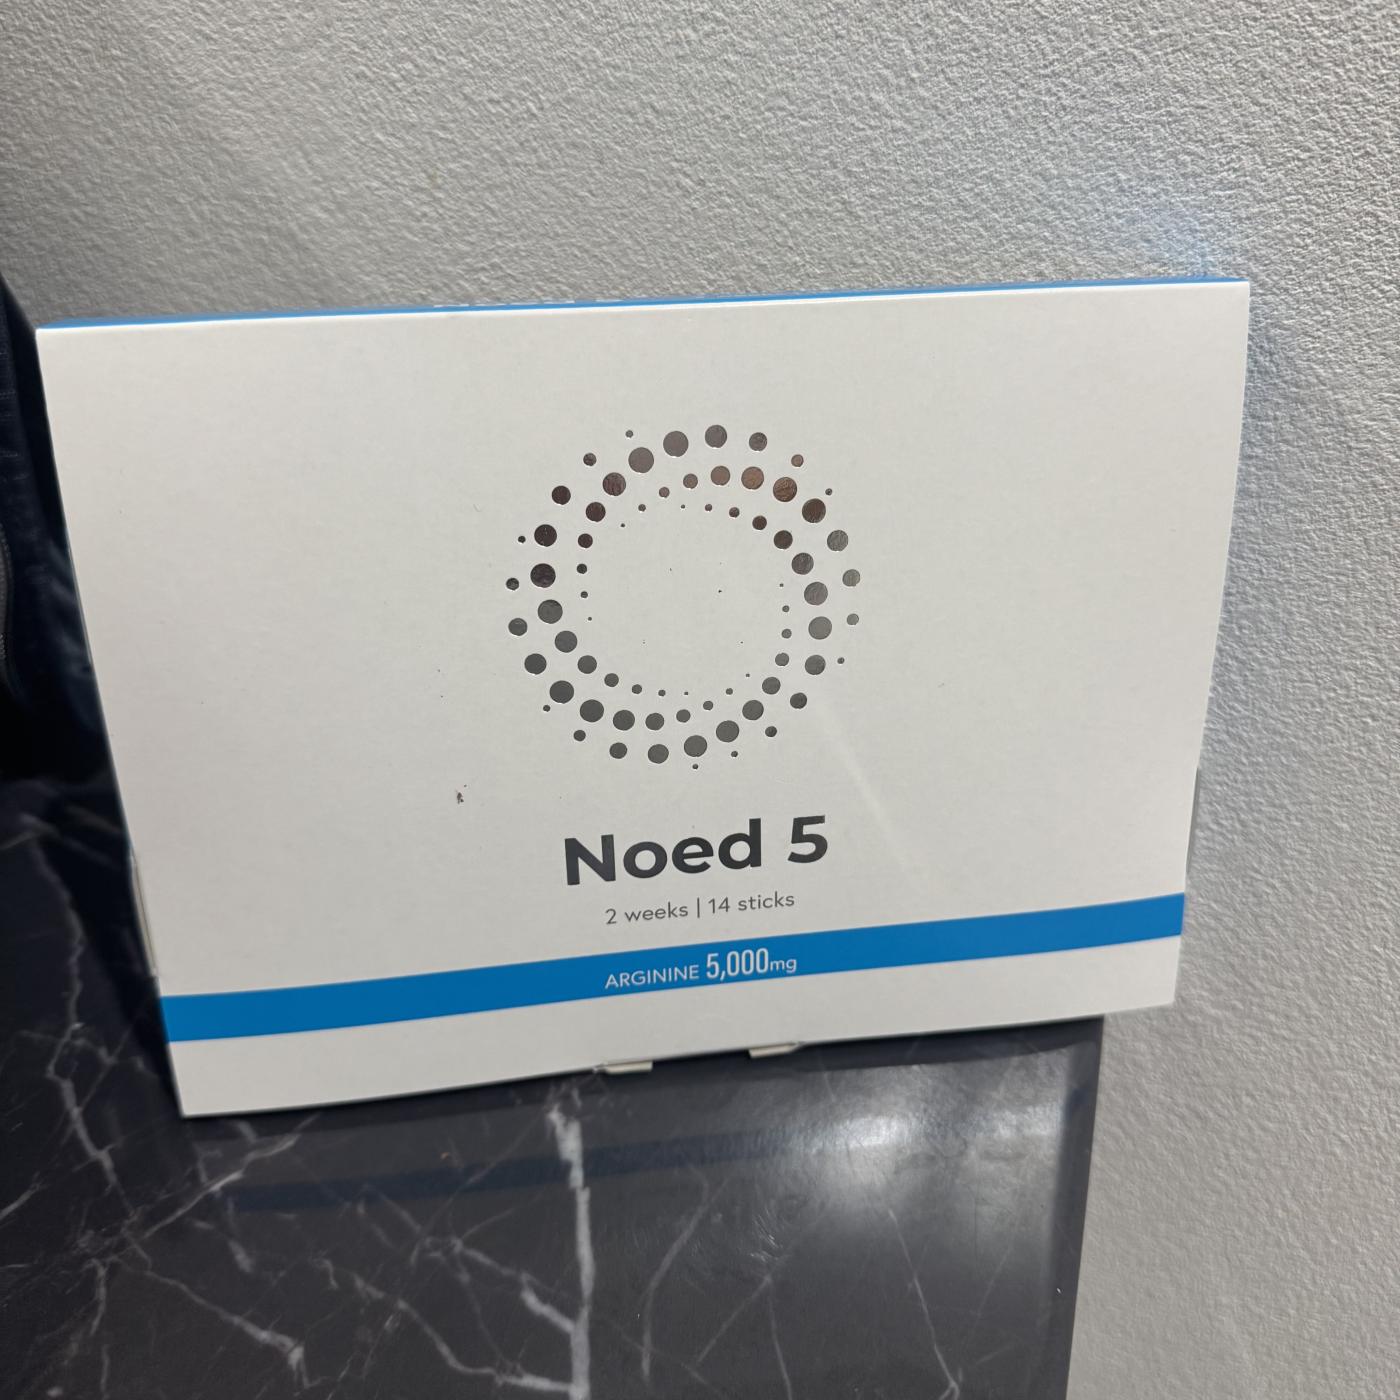 Noed 5
2 weeks | 14 sticks
ARGININE 5,000mg